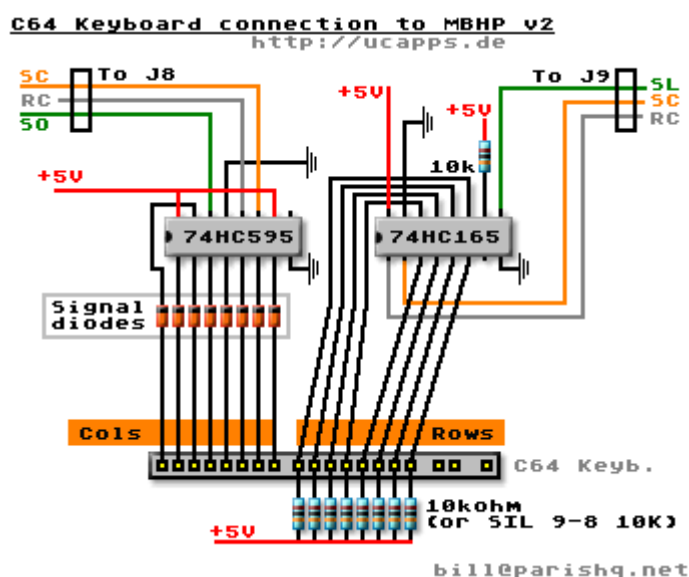 C64 Keyboard connection to MBHP v2
http://ucapps.de
SC To J8
RC
SO
To J9 SL
SC
RC
+5V
+5V
10k
+5V
74HC595
74HC165
Signal
diodes
Cols
Rows
C64 Keyb.
10kohm
(or SIL 9-8 10K)
+5V
bill@parishq.net